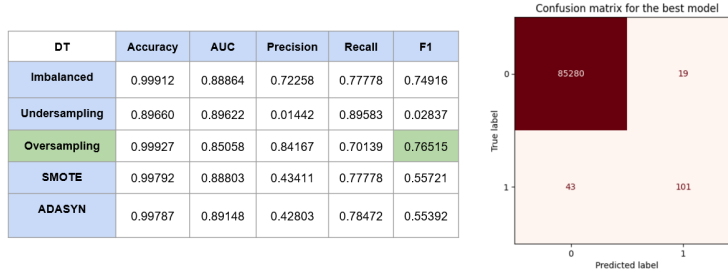 DT Accuracy AUC Precision Recall F1
Imbalanced 0.99912 0.88864 0.72258 0.77778 0.74916
Undersampling 0.89660 0.89622 0.01442 0.89583 0.02837
Oversampling 0.99927 0.85058 0.84167 0.70139 0.76515
SMOTE 0.99792 0.88803 0.43411 0.77778 0.55721
ADASYN 0.99787 0.89148 0.42803 0.78472 0.55392
Confusion matrix for the best model
True label
0 85280 19
1 43 101
0 1
Predicted label